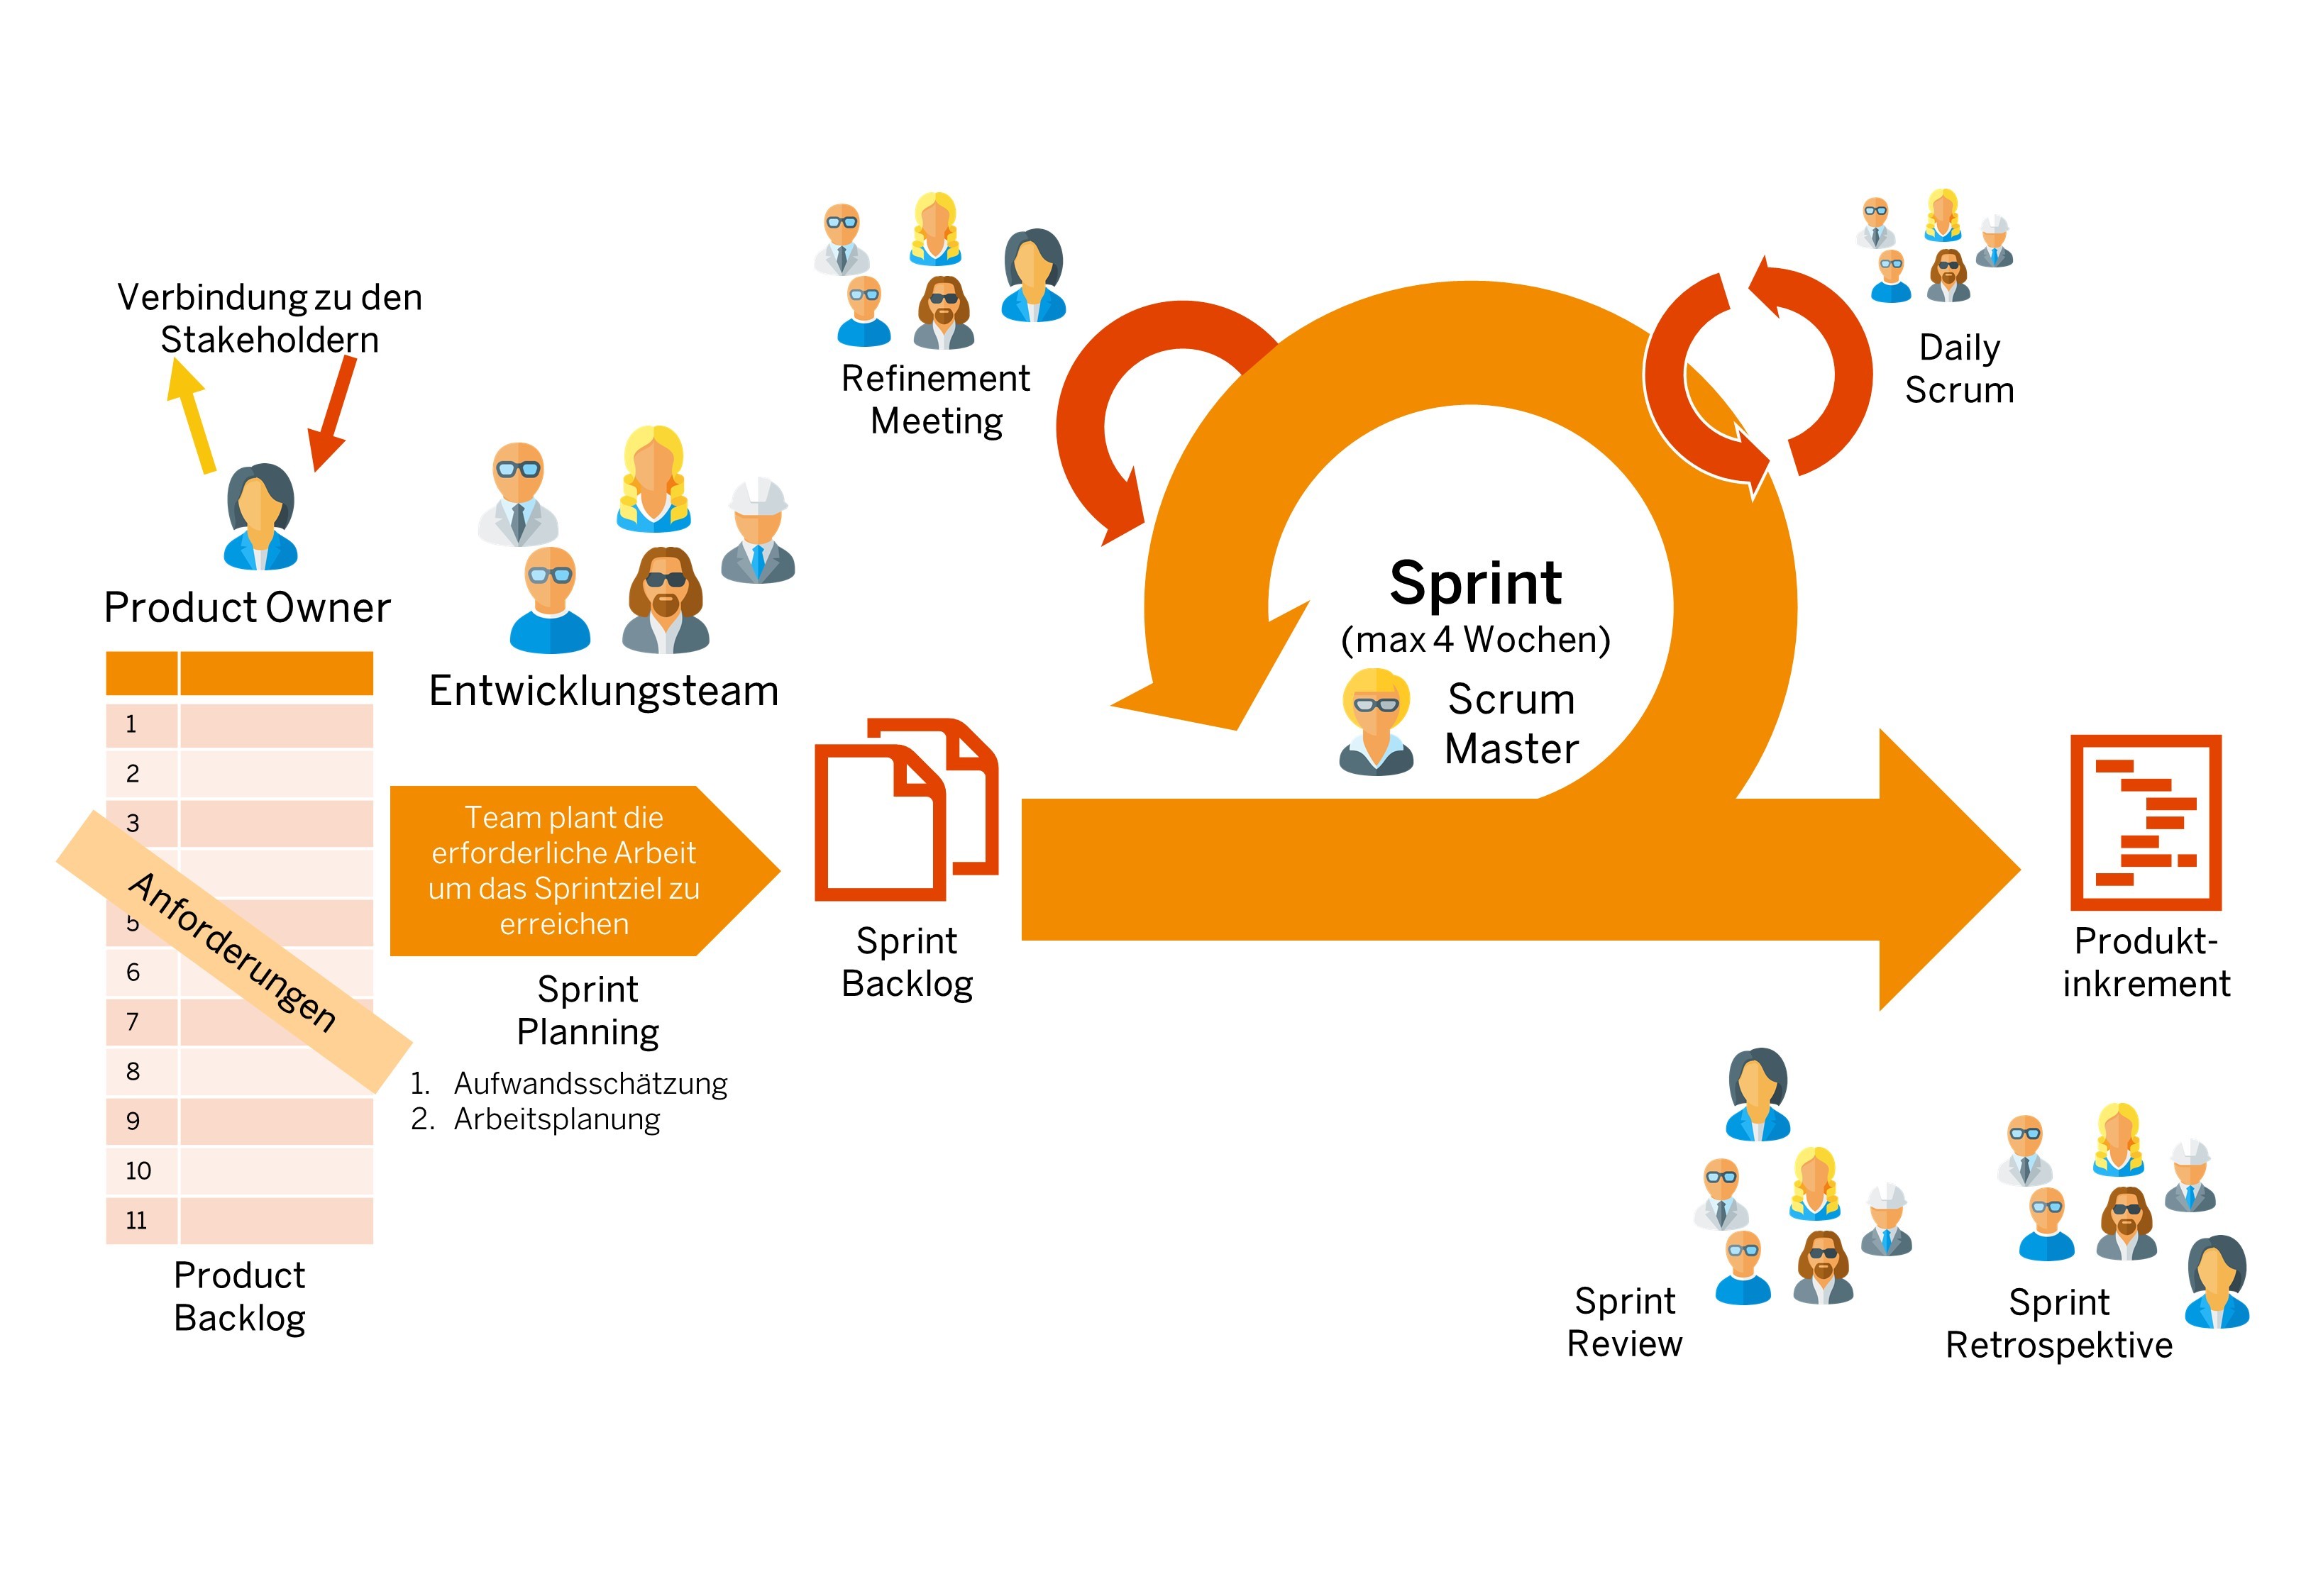 Verbindung zu den
Stakeholdern
Product Owner
1
2
3
5
6
7
8
9
10
11
Anforderungen
Product
Backlog
Entwicklungsteam
Team plant die
erforderliche Arbeit
um das Sprintziel zu
erreichen
Sprint
Planning
1. Aufwandsschätzung
2. Arbeitsplanung
Refinement
Meeting
Sprint
Backlog
Sprint
(max 4 Wochen)
Scrum
Master
Daily
Scrum
Produkt-
inkrement
Sprint
Review
Sprint
Retrospektive